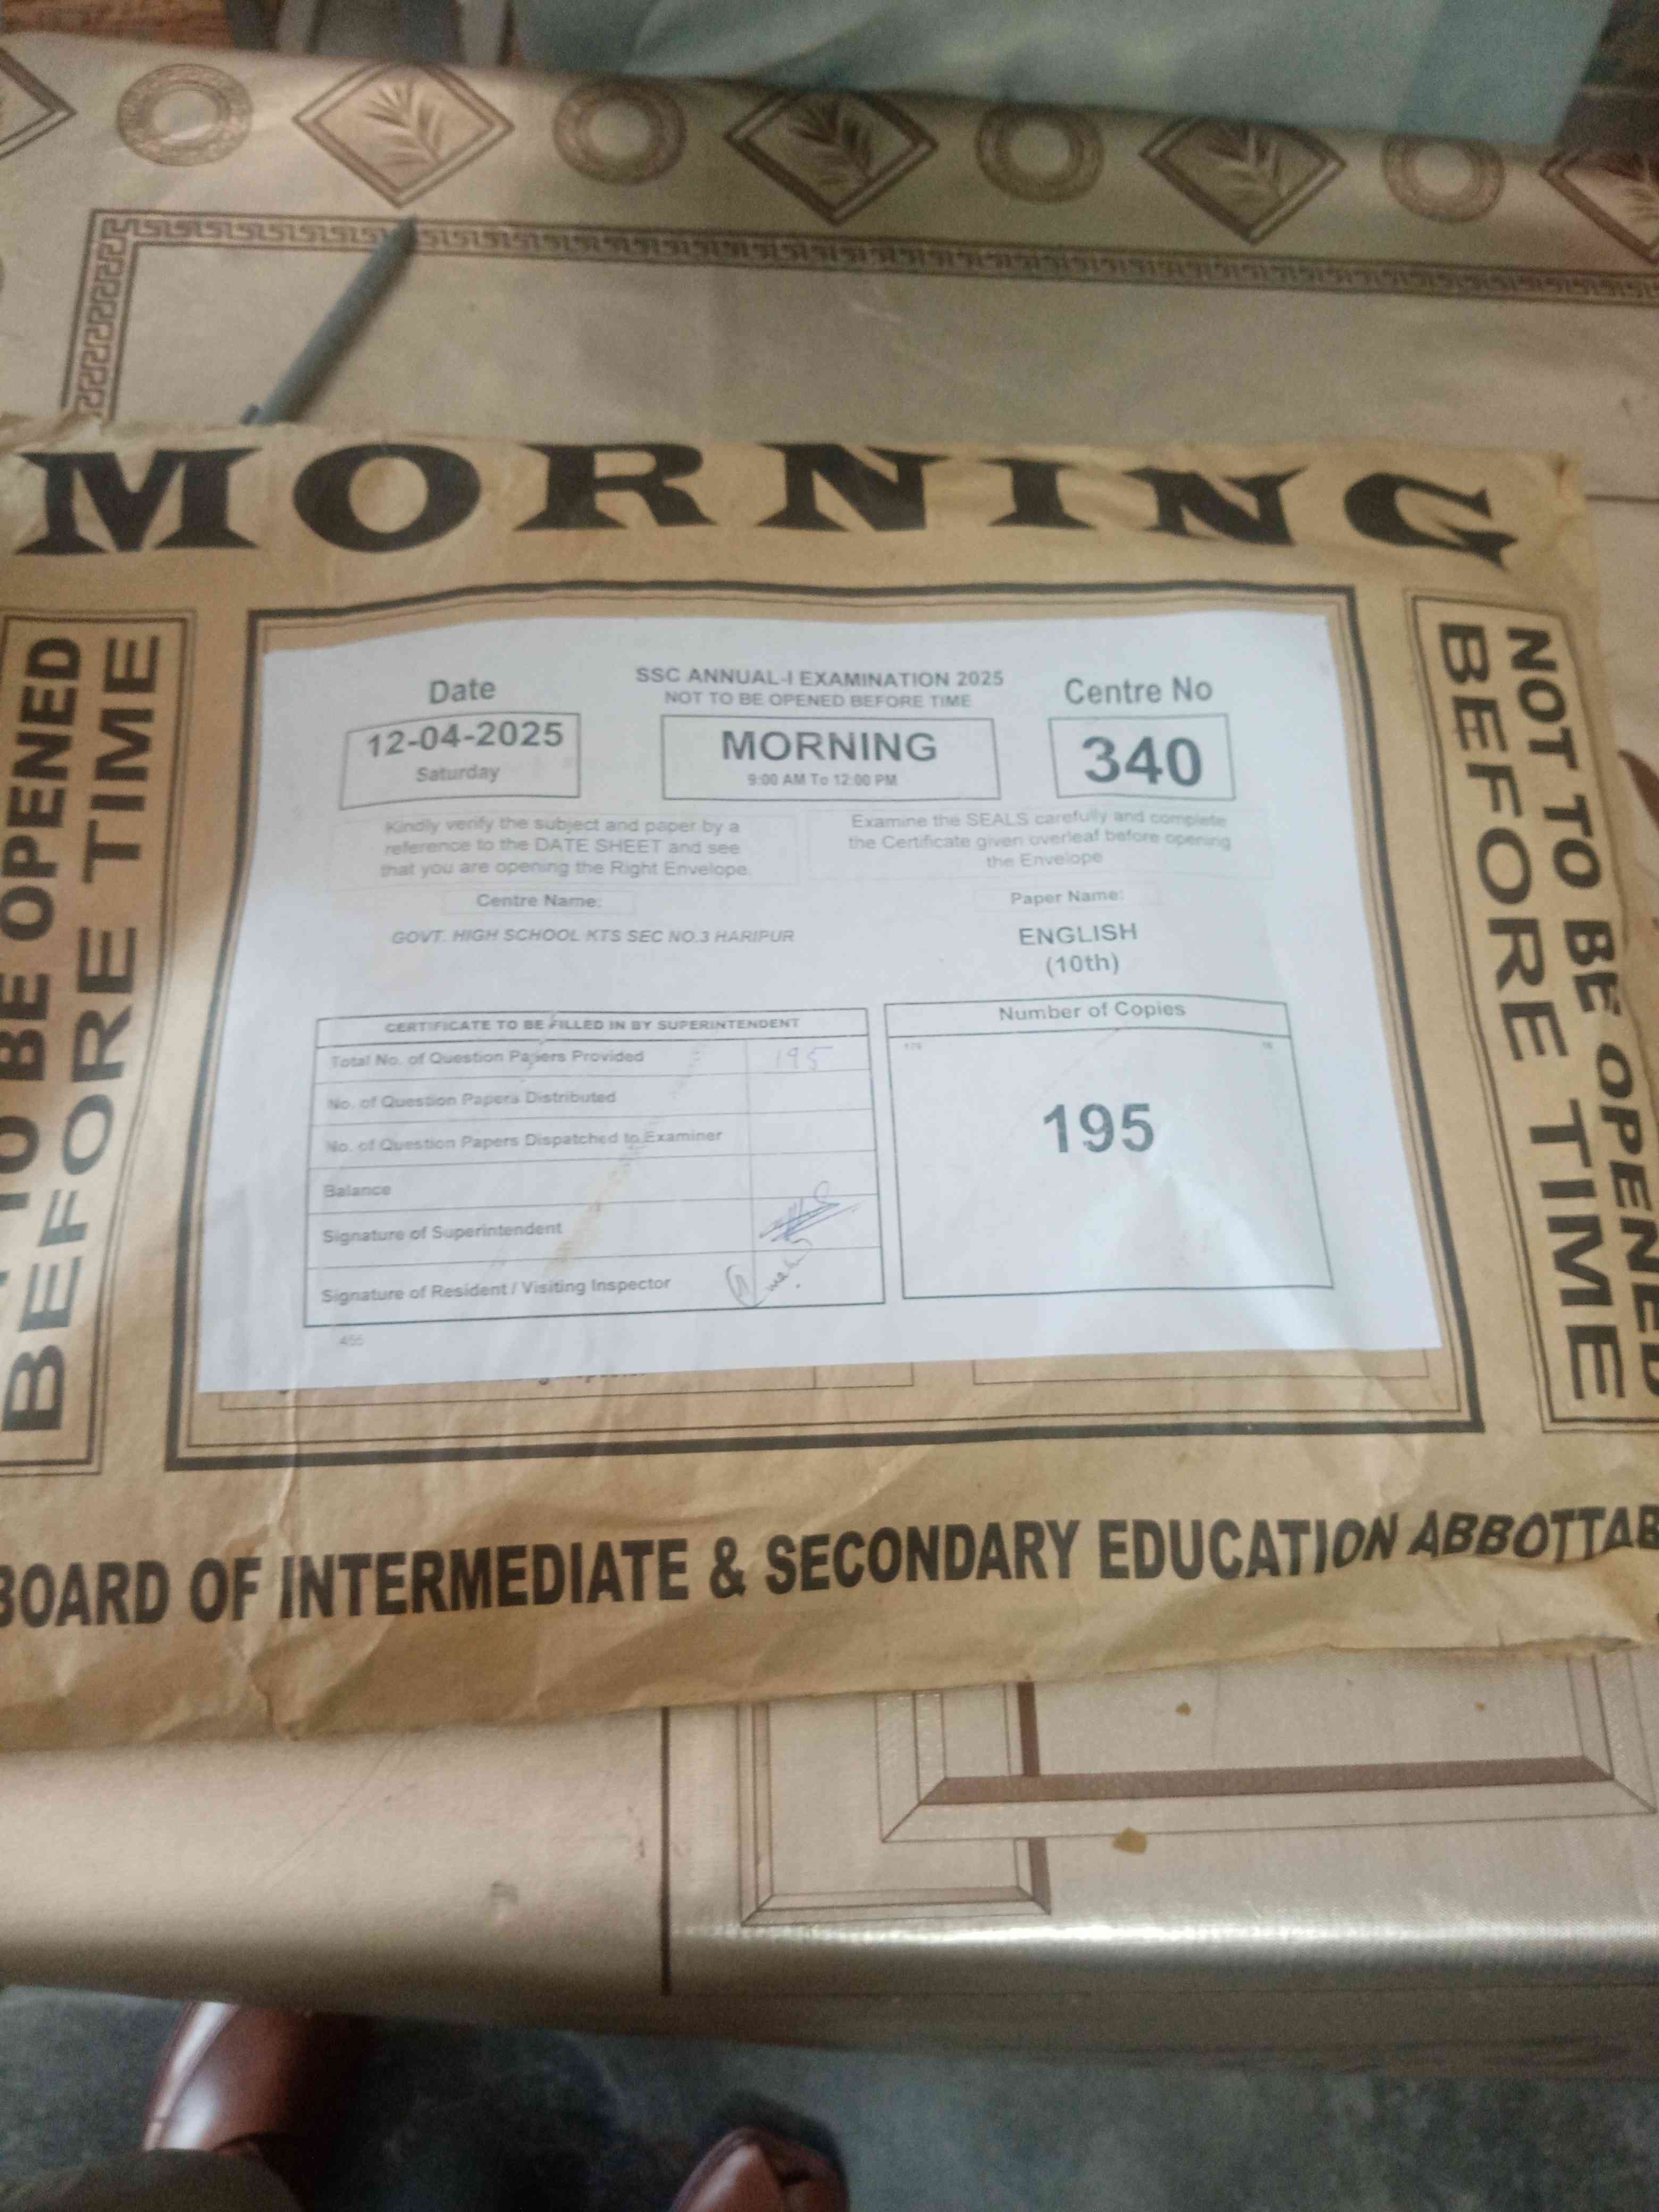 MORNING
NOT TO BE OPENED
BEFORE TIME
SSC ANNUAL-I EXAMINATION 2025
NOT TO BE OPENED BEFORE TIME
Date
12-04-2025
Saturday
MORNING
9:00 AM To 12:00 PM
Centre No
340
Kindly verify the subject and paper by a
reference to the DATE SHEET and see
that you are opening the Right Envelope.
Examine the SEALS carefully and complete
the Certificate given overleaf before opening
the Envelope
Centre Name:
GOVT. HIGH SCHOOL KTS SEC NO.3 HARIPUR
Paper Name:
ENGLISH
(10th)
CERTIFICATE TO BE FILLED IN BY SUPERINTENDENT
Total No. of Question Papers Provided 195
No. of Question Papers Distributed
No. of Question Papers Dispatched to Examiner
Balance
Signature of Superintendent
Signature of Resident / Visiting Inspector
Number of Copies
195
TO BE OPENED
BEFORE TIME
BOARD OF INTERMEDIATE & SECONDARY EDUCATION ABBOTTAB